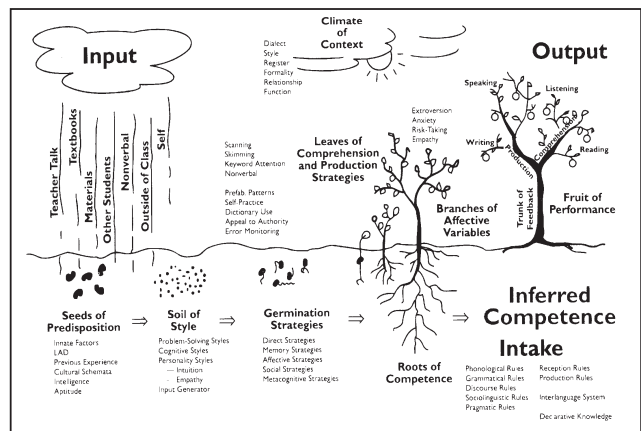 Input
Climate
of
Context
Dialect
Style
Register
Formality
Relationship
Function
Output
Teacher Talk
Textbooks
Materials
Other Students
Nonverbal
Outside of Class
Self
Scanning
Skimming
Keyword Attention
Nonverbal
Prefab. Patterns
Self Practice
Dictionary Use
Appeal to Authority
Error Monitoring
Leaves of
Comprehension
and Production
Strategies
Extroversion
Anxiety
Risk-Taking
Empathy
Branches of
Affective
Variables
Speaking
Listening
Writing
Reading
Production
Comprehension
Trunk of
Feedback
Fruit of
Performance
Seeds of
Predisposition
Innate Factors
LAD
Previous Experience
Cultural Schemata
Intelligence
Aptitude
⇒
Soil of
Style
Problem-Solving Styles
Cognitive Styles
Personality Styles
— Intuition
- Empathy
Input Generator
⇒
Germination
Strategies
Direct Strategies
Memory Strategies
Affective Strategies
Social Strategies
Metacognitive Strategies
⇒
Roots of
Competence
⇒
Inferred
Competence
Intake
Phonological Rules
Grammatical Rules
Discourse Rules
Sociolinguistic Rules
Pragmatic Rules
Reception Rules
Production Rules
Interlanguage System
Declarative Knowledge